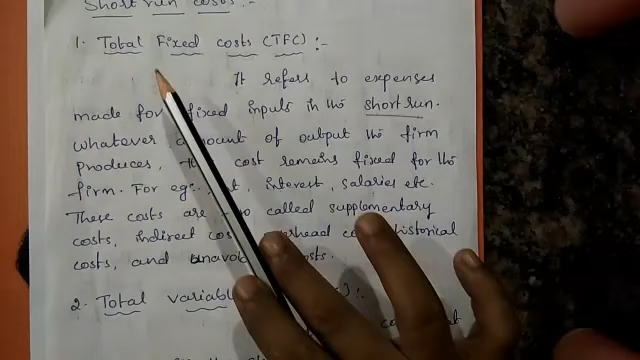 Short run costs:
1. Total Fixed costs (TFC) :-
It refers to expenses
made for fixed inputs in the short run.
whatever amount of output the firm
produces, cost remains fixed for the
firm. For eg:- interest, salaries etc.
These costs are called supplementary
costs, indirect historical
costs, and costs.
2. Total variable :-